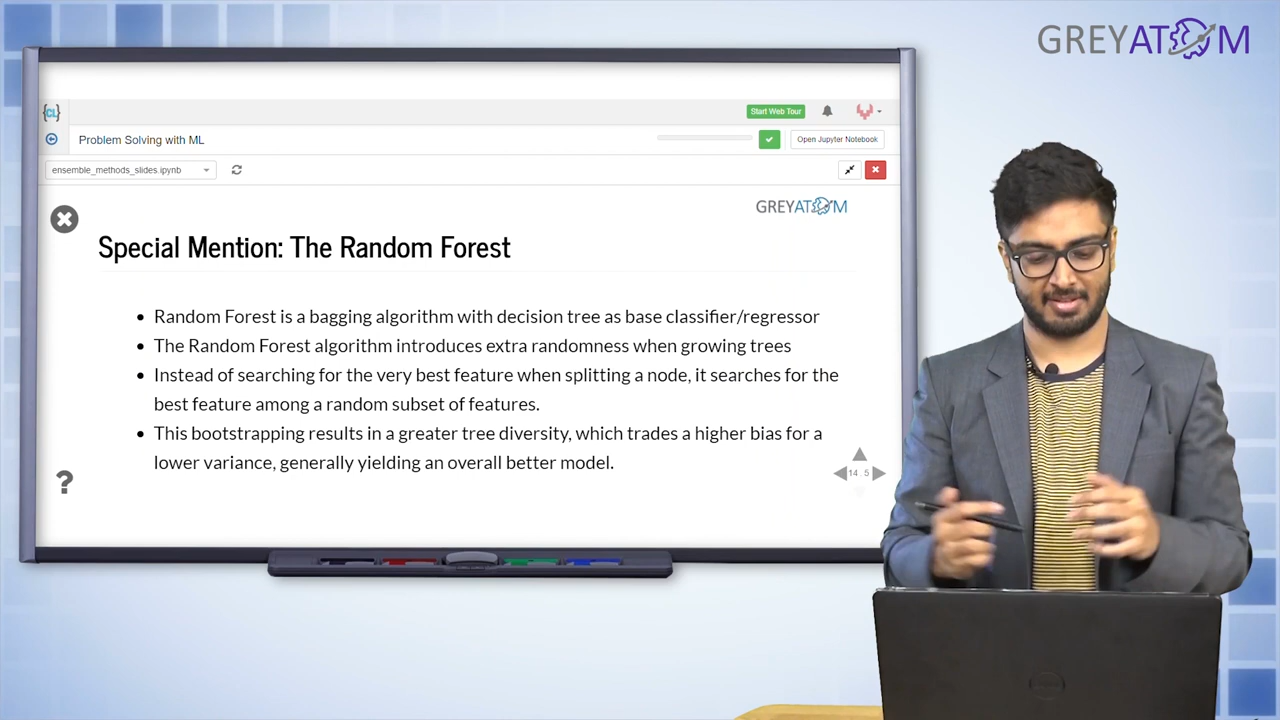 GREYATOM
Start Web Tour
Problem Solving with ML
Open Jupyter Notebook
ensemble_methods_slides.ipynb
GREYATOM
Special Mention: The Random Forest
• Random Forest is a bagging algorithm with decision tree as base classifier/regressor
• The Random Forest algorithm introduces extra randomness when growing trees
• Instead of searching for the very best feature when splitting a node, it searches for the
best feature among a random subset of features.
• This bootstrapping results in a greater tree diversity, which trades a higher bias for a
lower variance, generally yielding an overall better model.
14.5
?